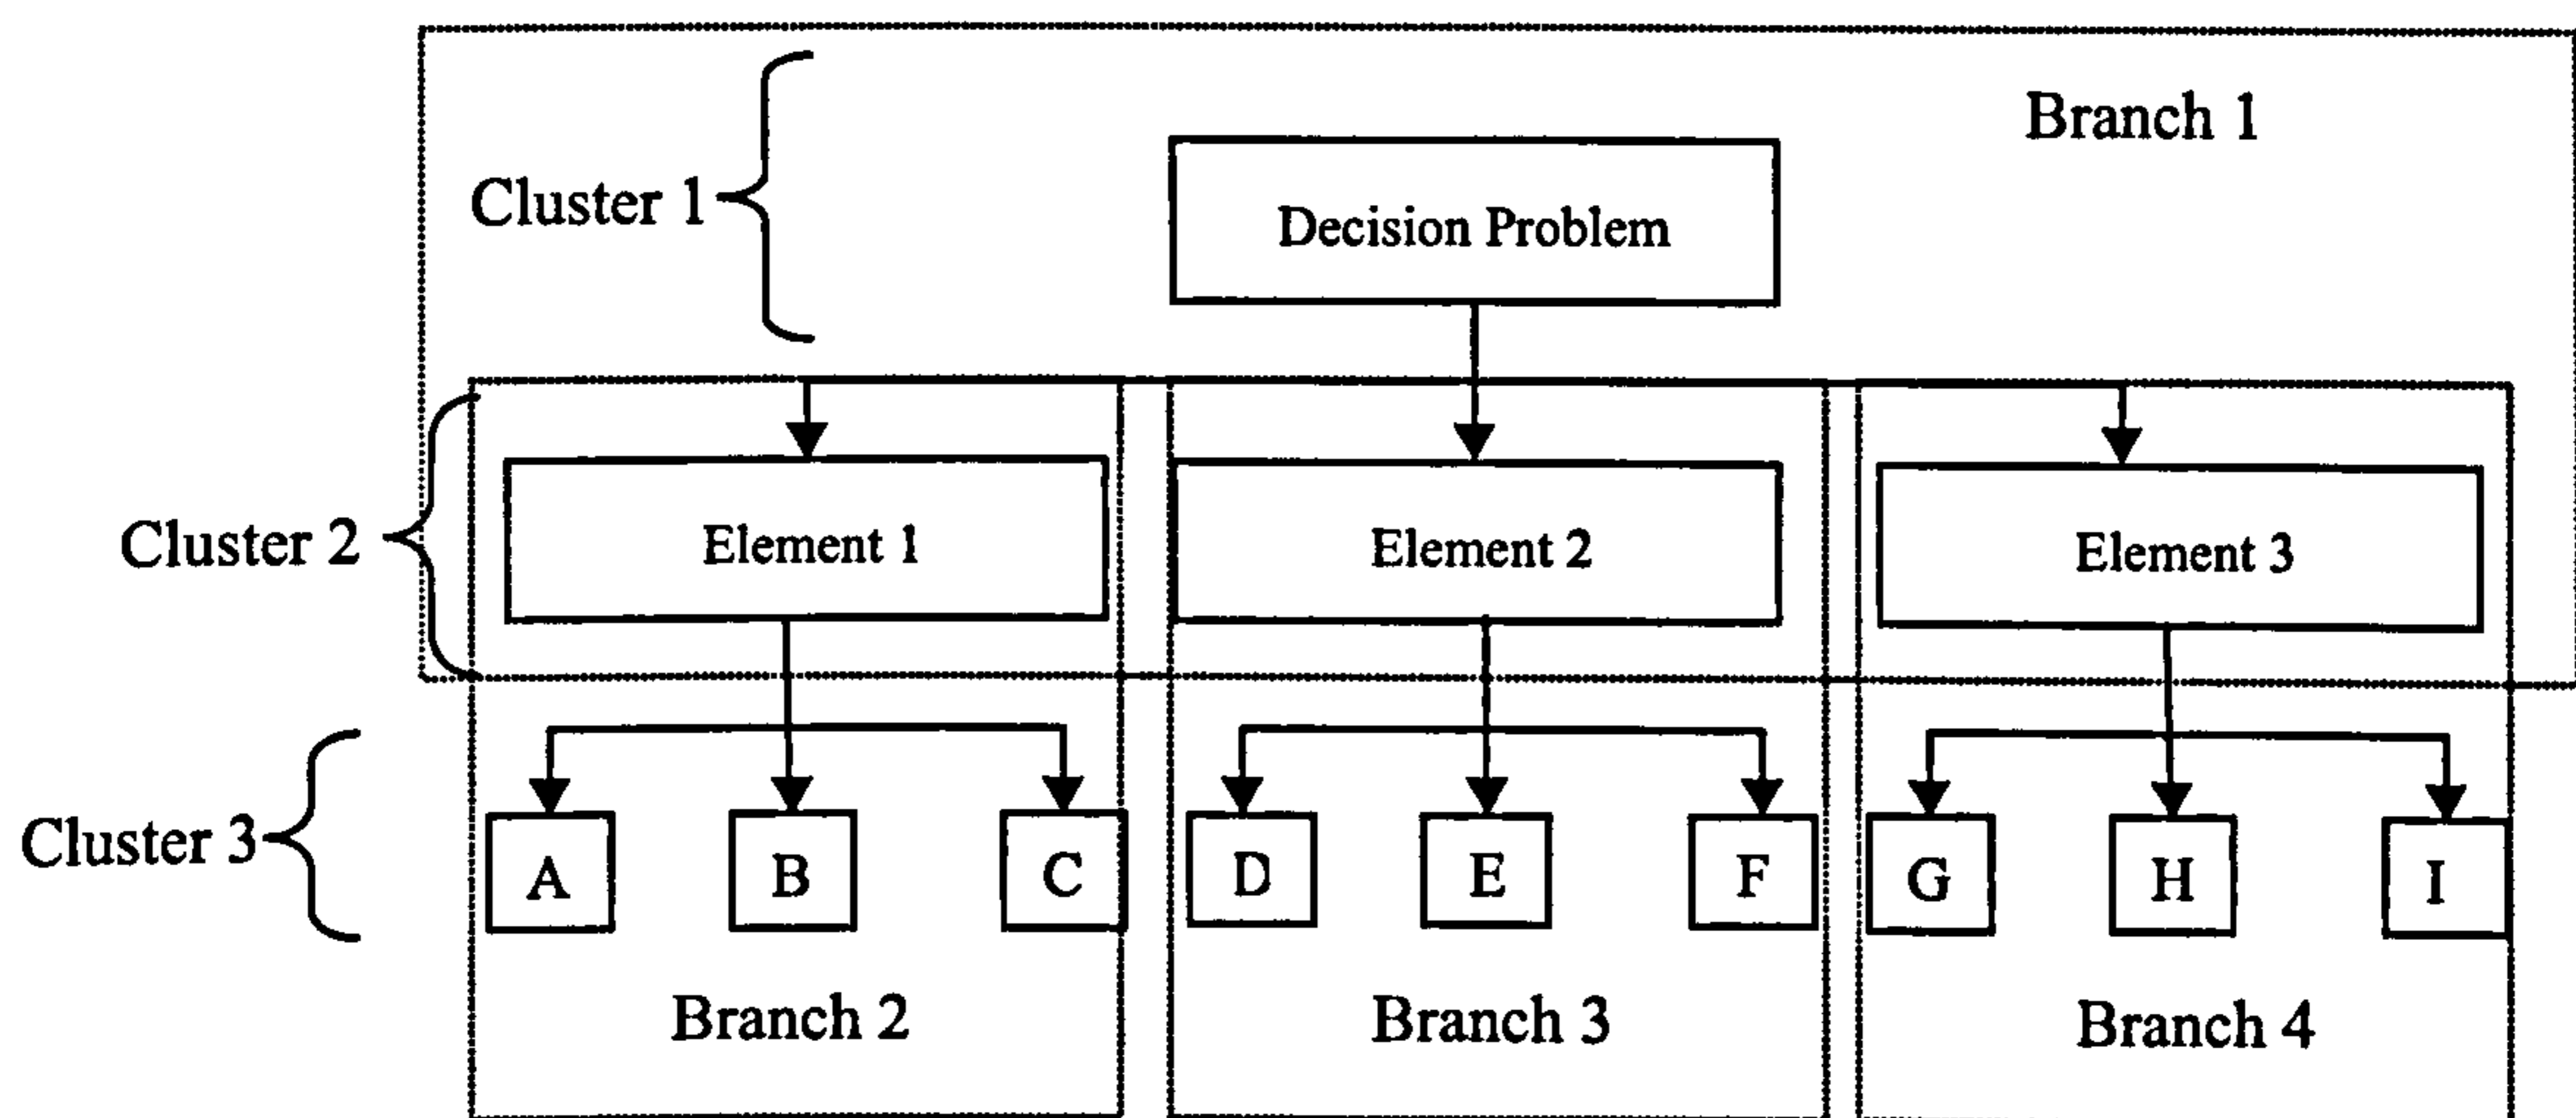 Branch 1
Cluster 1
Decision Problem
Cluster 2
Element 1
Element 2
Element 3
Cluster 3
A
B
C
D
E
F
G
H
I
Branch 2
Branch 3
Branch 4